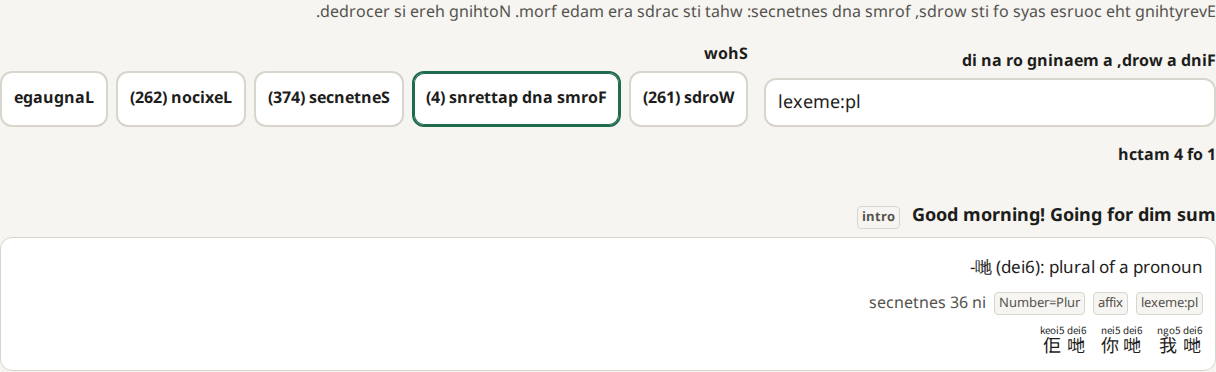 .dedrocer si ereh gnihtoN .morf edam era sdrac sti tahw :secnetnes dna smrof ,sdrow sti fo syas esruoc eht gnihtyrevE
di na ro gninaem a ,drow a dniF
lexeme:pl
wohS
(261) sdroW
(4) snrettap dna smroF
(374) secnetneS
(262) nocixeL
egaugnaL
hctam 4 fo 1
Good morning! Going for dim sum intro
-哋 (dei6): plural of a pronoun
secnetnes 36 ni Number=Plur affix lexeme:pl
keoi5 dei6 nei5 dei6 ngo5 dei6
佢 哋 你 哋 我 哋